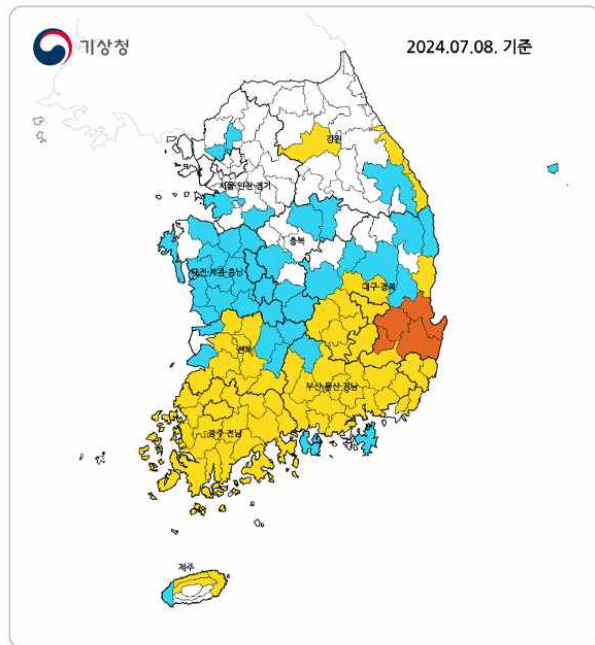 기상청
2024.07.08. 기준
강원
서울·인천·경기
충북
대전·세종·충남
대구·경북
전북
부산·울산·경남
광주·전남
제주